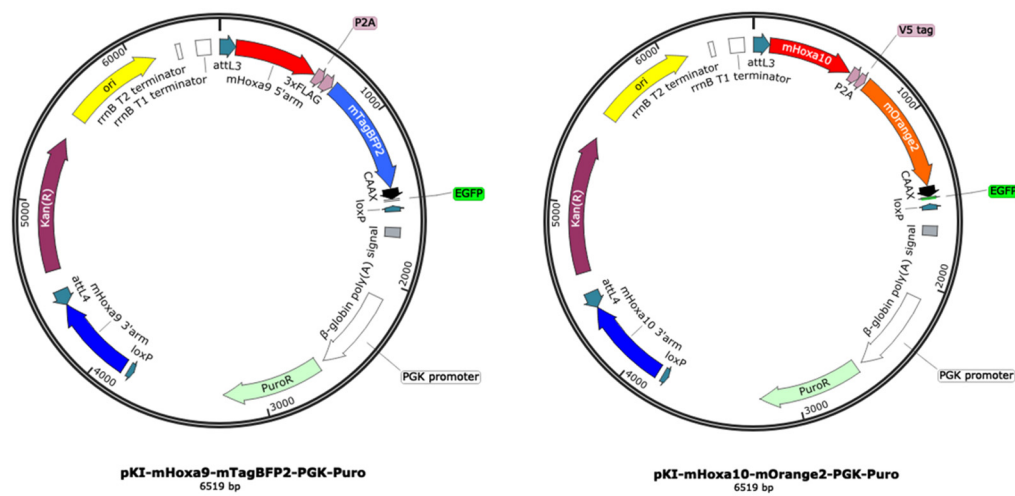 P2A
6000
attL3
ori
rrnB T2 terminator
rrnB T1 terminator
mHoxa9 5'arm
3xFLAG
1000
mTagBFP2
CAAX
EGFP
loxP
Kan(R)
5000
β-globin poly(A) signal
2000
attL4
mHoxa9 3'arm
loxP
4000
PGK promoter
PuroR
3000
pKI-mHoxa9-mTagBFP2-PGK-Puro
6519 bp
V5 tag
6000
attL3
mHoxa10
ori
rrnB T2 terminator
rrnB T1 terminator
P2A
1000
mOrange2
CAAX
EGFP
loxP
Kan(R)
5000
β-globin poly(A) signal
2000
attL4
mHoxa10 3'arm
loxP
4000
PGK promoter
PuroR
3000
pKI-mHoxa10-mOrange2-PGK-Puro
6519 bp